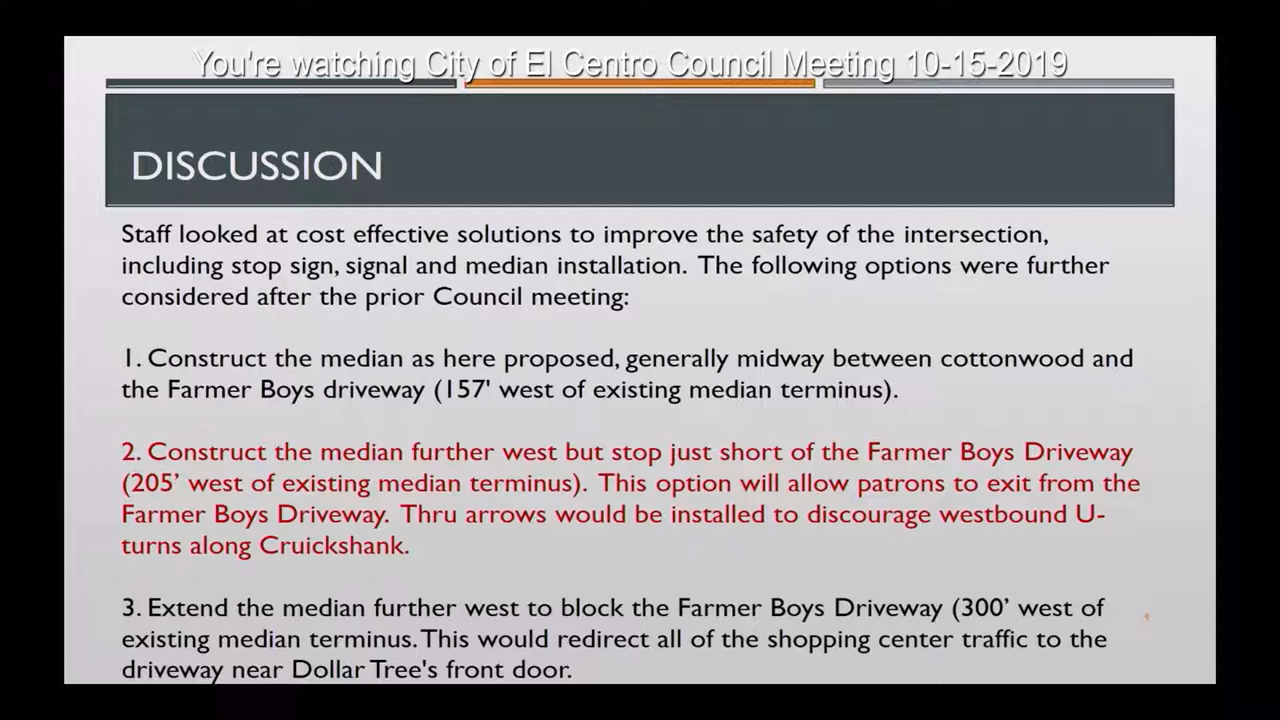 You're watching City of El Centro Council Meeting 10-15-2019
DISCUSSION
Staff looked at cost effective solutions to improve the safety of the intersection,
including stop sign, signal and median installation. The following options were further
considered after the prior Council meeting:
1. Construct the median as here proposed, generally midway between cottonwood and
the Farmer Boys driveway (157' west of existing median terminus).
2. Construct the median further west but stop just short of the Farmer Boys Driveway
(205’ west of existing median terminus). This option will allow patrons to exit from the
Farmer Boys Driveway. Thru arrows would be installed to discourage westbound U-
turns along Cruickshank.
3. Extend the median further west to block the Farmer Boys Driveway (300’ west of
existing median terminus. This would redirect all of the shopping center traffic to the
driveway near Dollar Tree's front door.